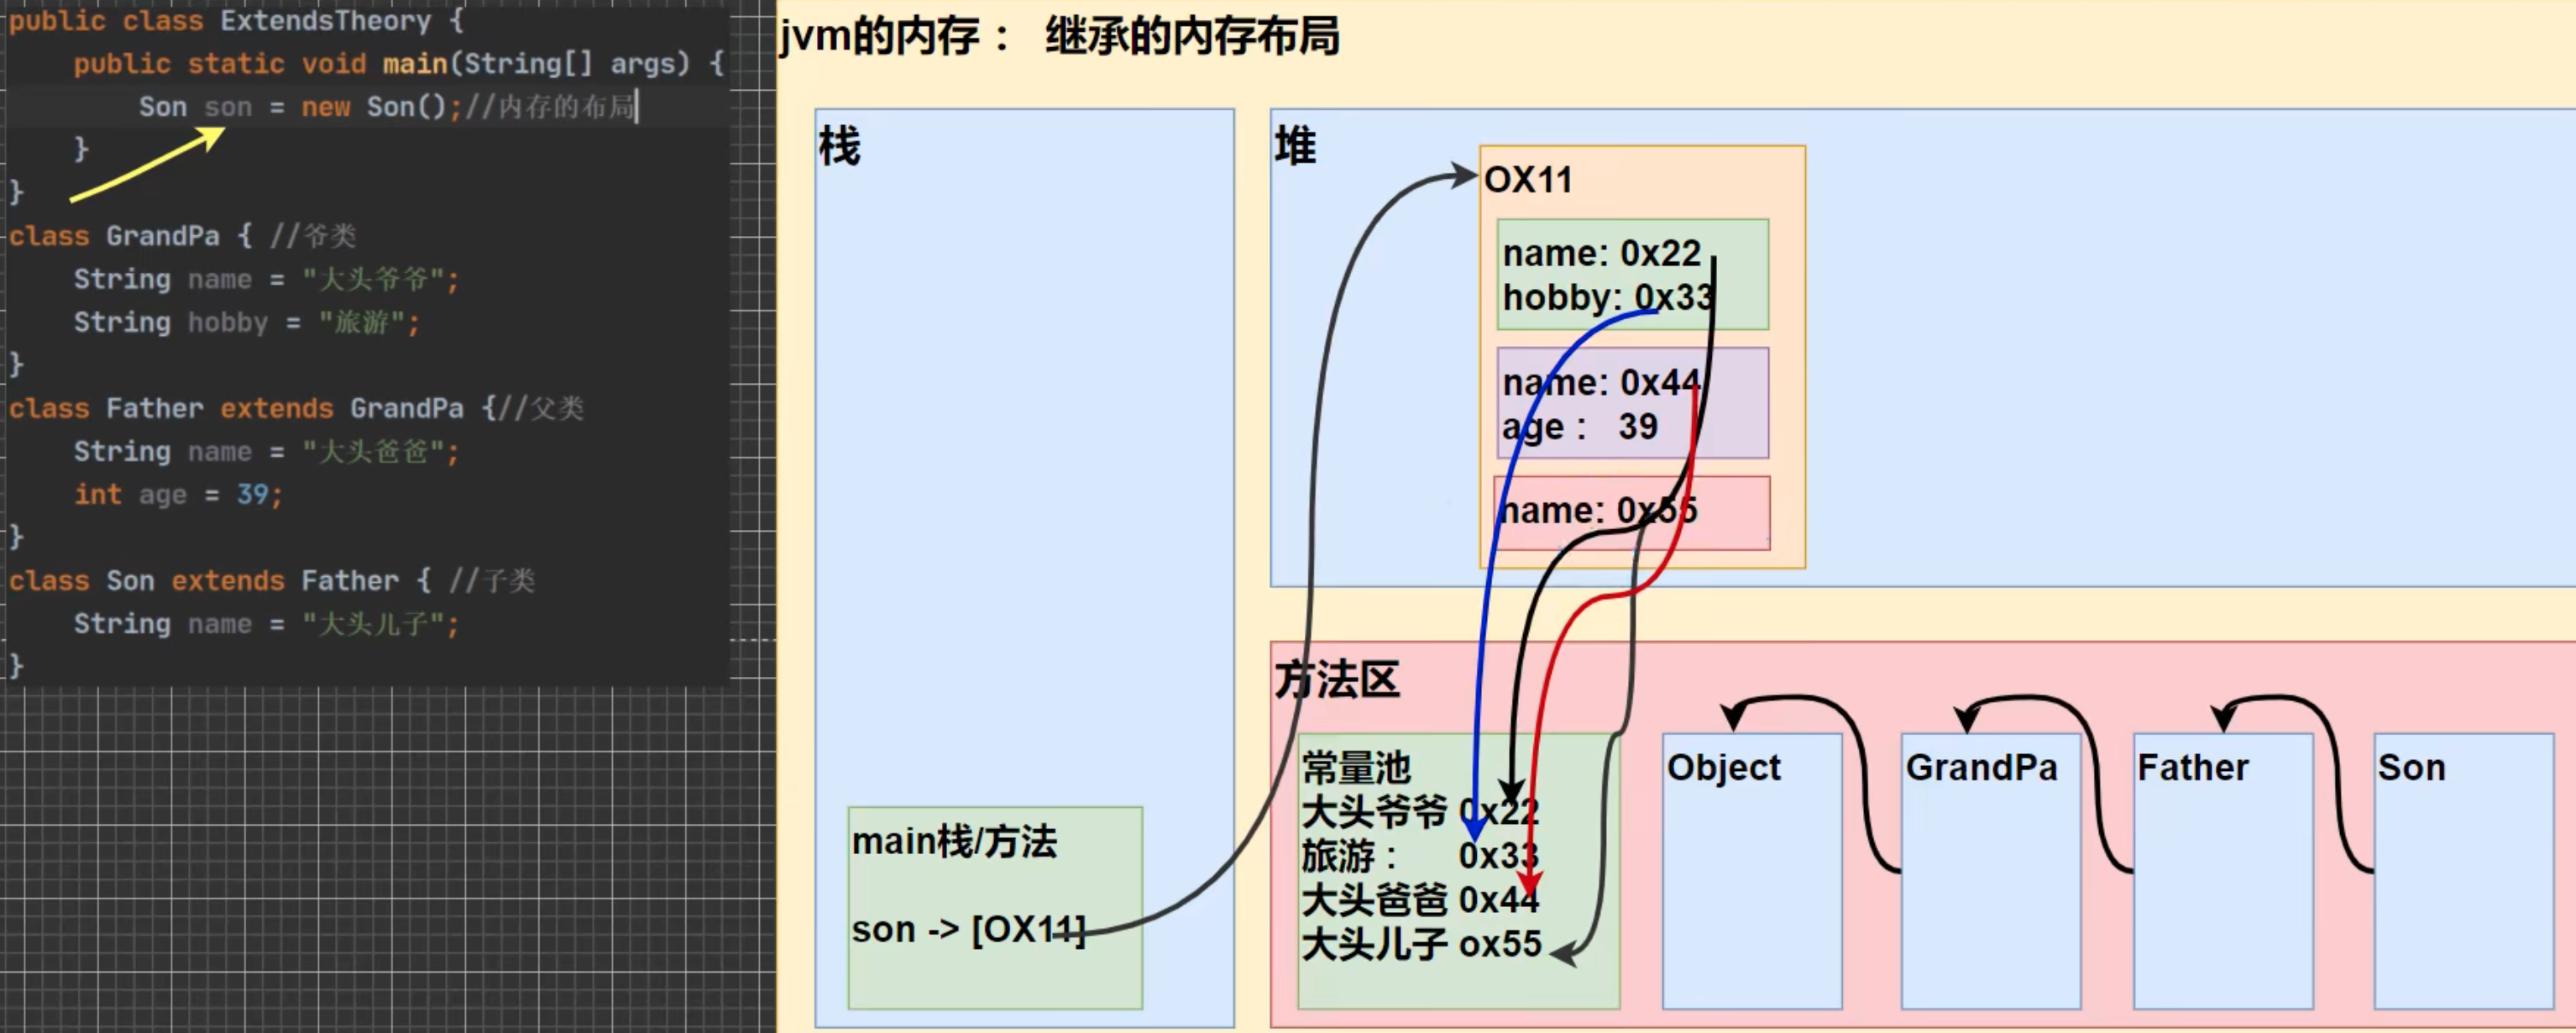 public class ExtendsTheory {
public static void main(String[] args) {
Son son = new Son();//内存的布局
}
}
class GrandPa { //爷类
String name = "大头爷爷";
String hobby = "旅游";
}
class Father extends GrandPa {//父类
String name = "大头爸爸";
int age = 39;
}
class Son extends Father { //子类
String name = "大头儿子";
}
jvm的内存： 继承的内存布局
栈
main栈/方法
son -> [OX11]
堆
OX11
name: 0x22
hobby: 0x33
name: 0x44
age： 39
name: 0x55
方法区
常量池
大头爷爷 0x22
旅游： 0x33
大头爸爸 0x44
大头儿子 ox55
Object
GrandPa
Father
Son